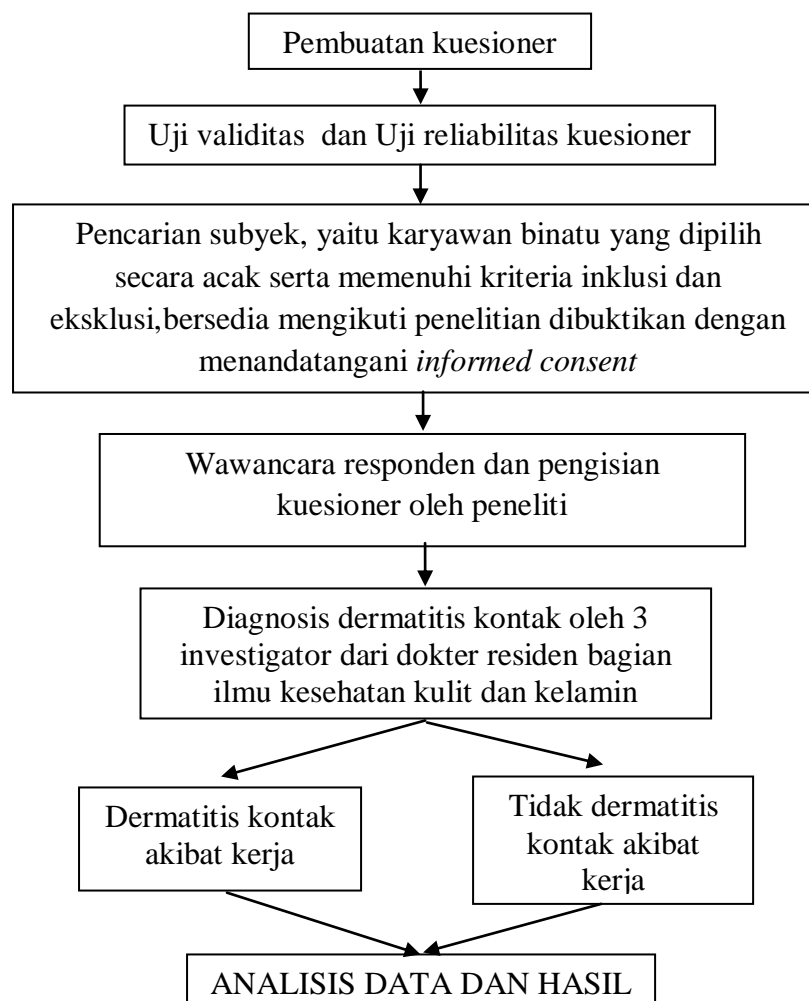 Pembuatan kuesioner
Uji validitas dan Uji reliabilitas kuesioner
Pencarian subyek, yaitu karyawan binatu yang dipilih
secara acak serta memenuhi kriteria inklusi dan
eksklusi,bersedia mengikuti penelitian dibuktikan dengan
menandatangani informed consent
Wawancara responden dan pengisian
kuesioner oleh peneliti
Diagnosis dermatitis kontak oleh 3
investigator dari dokter residen bagian
ilmu kesehatan kulit dan kelamin
Dermatitis kontak
akibat kerja
Tidak dermatitis
kontak akibat
kerja
ANALISIS DATA DAN HASIL